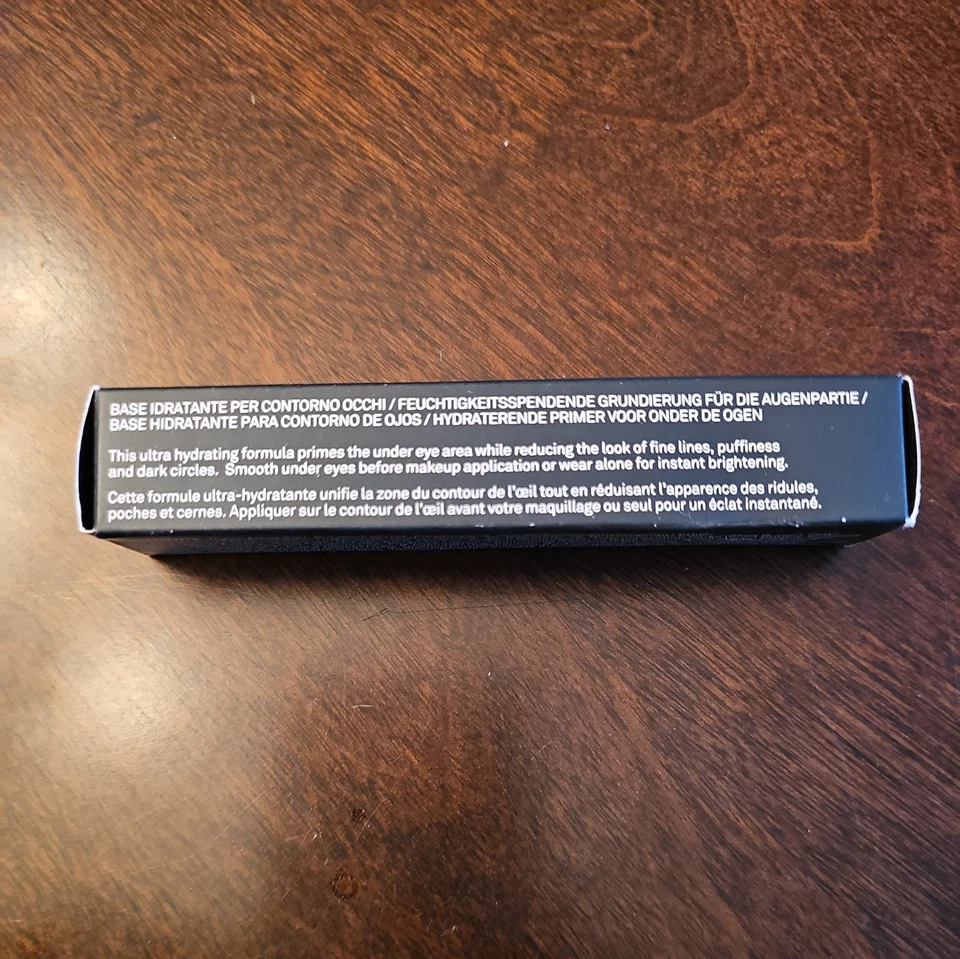 BASE IDRATANTE PER CONTORNO OCCHI / FEUCHTIGKEITSSPENDENDE GRUNDIERUNG FÜR DIE AUGENPARTIE /
BASE HIDRATANTE PARA CONTORNO DE OJOS / HYDRATERENDE PRIMER VOOR ONDER DE OGEN
This ultra hydrating formula primes the under eye area while reducing the look of fine lines, puffiness
and dark circles. Smooth under eyes before makeup application or wear alone for instant brightening.
Cette formule ultra-hydratante unifie la zone du contour de l'œil tout en réduisant l'apparence des ridules,
poches et cernes. Appliquer sur le contour de l'œil avant votre maquillage ou seul pour un éclat instantané.